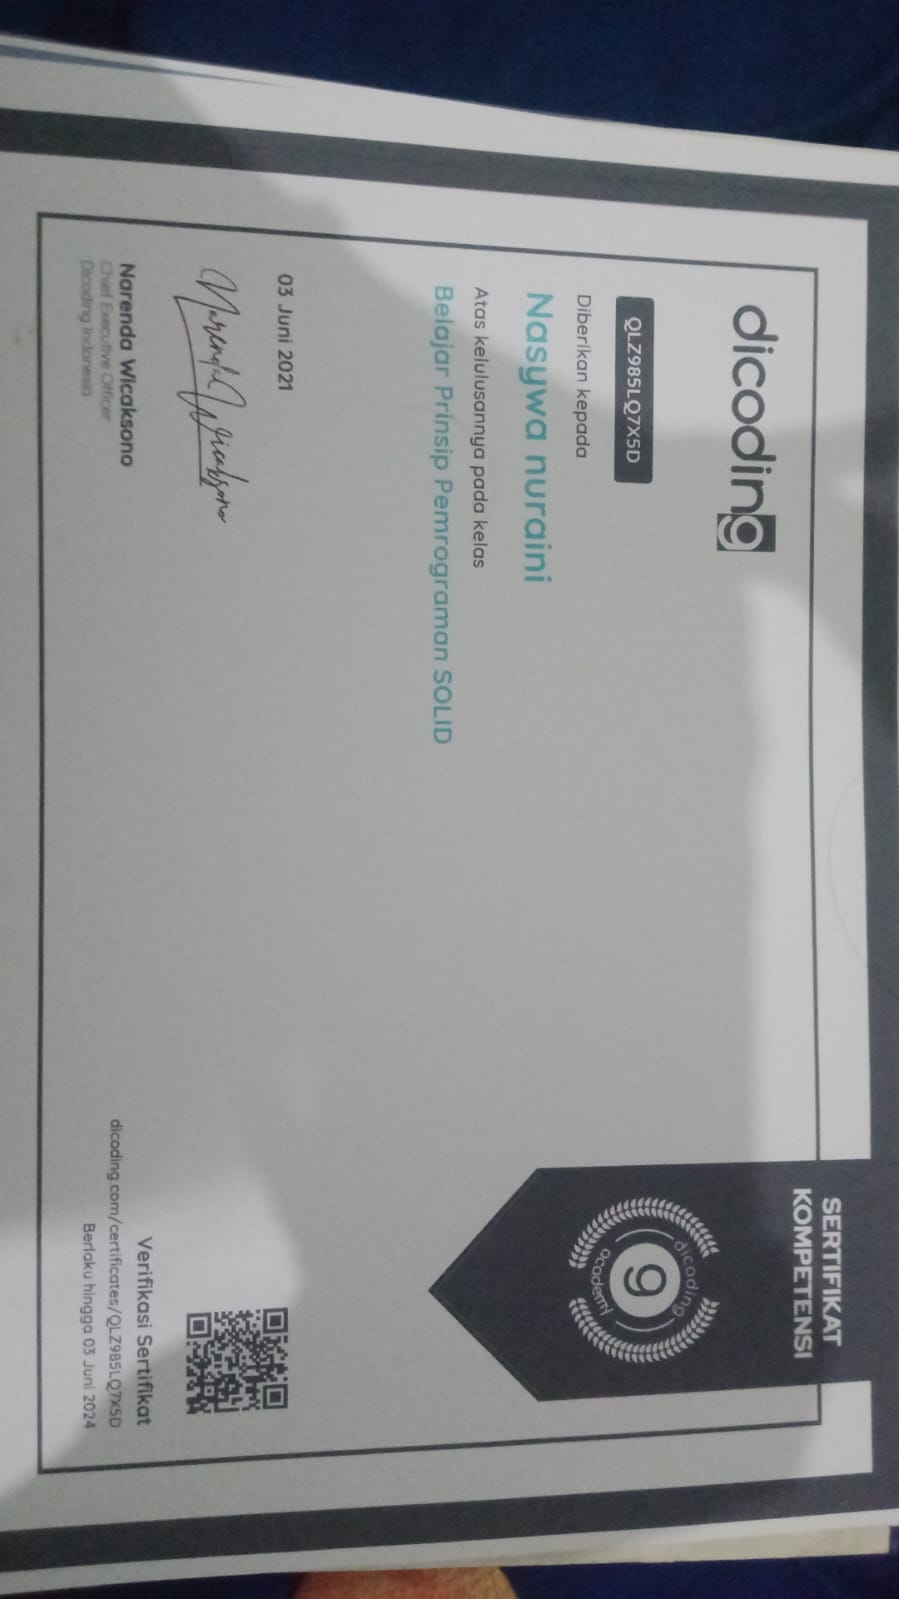 SERTIFIKAT
KOMPETENSI
dicoding
dicoding
9
academy
QLZ985LQ7X5D
Diberikan kepada
Nasywa nuraini
Atas kelulusannya pada kelas
Belajar Prinsip Pemrograman SOLID
03 Juni 2021
Narenda Wicaksono
Narenda Wicaksono
Chief Executive Officer
Dicoding Indonesia
Verifikasi Sertifikat
dicoding.com/certificates/QLZ985LQ7X5D
Berlaku hingga 03 Juni 2024